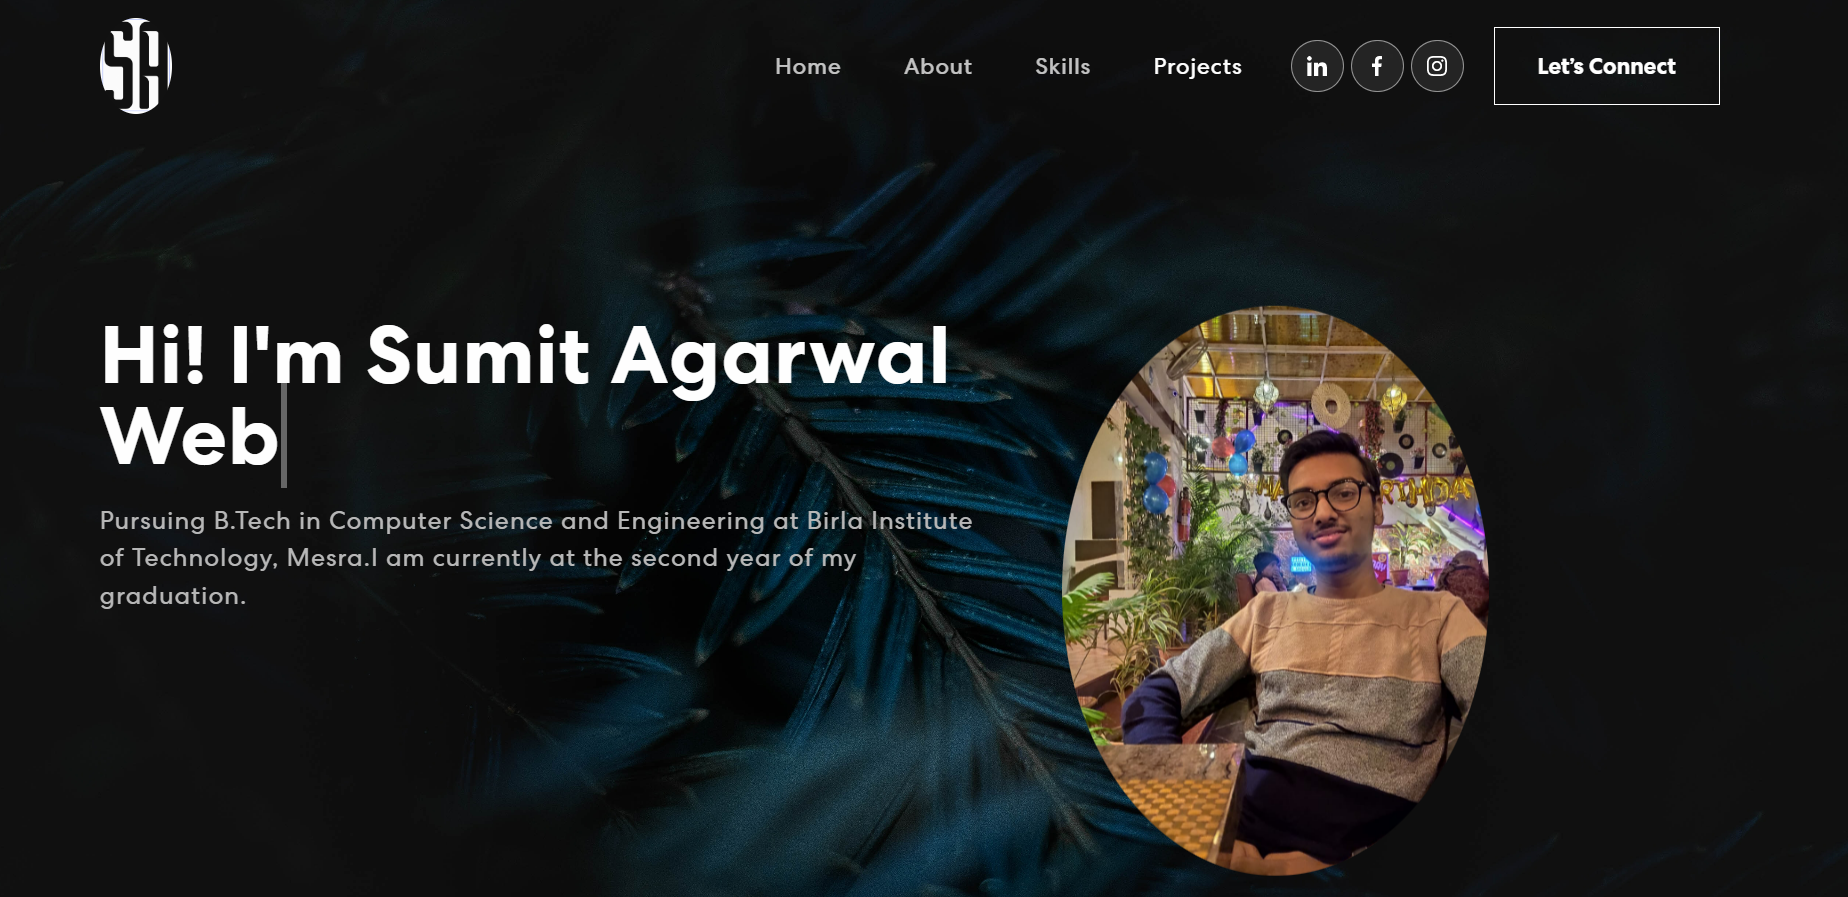 Home About Skills Projects in f Let's Connect
Hi! I'm Sumit Agarwal
Web
Pursuing B.Tech in Computer Science and Engineering at Birla Institute
of Technology, Mesra.I am currently at the second year of my
graduation.